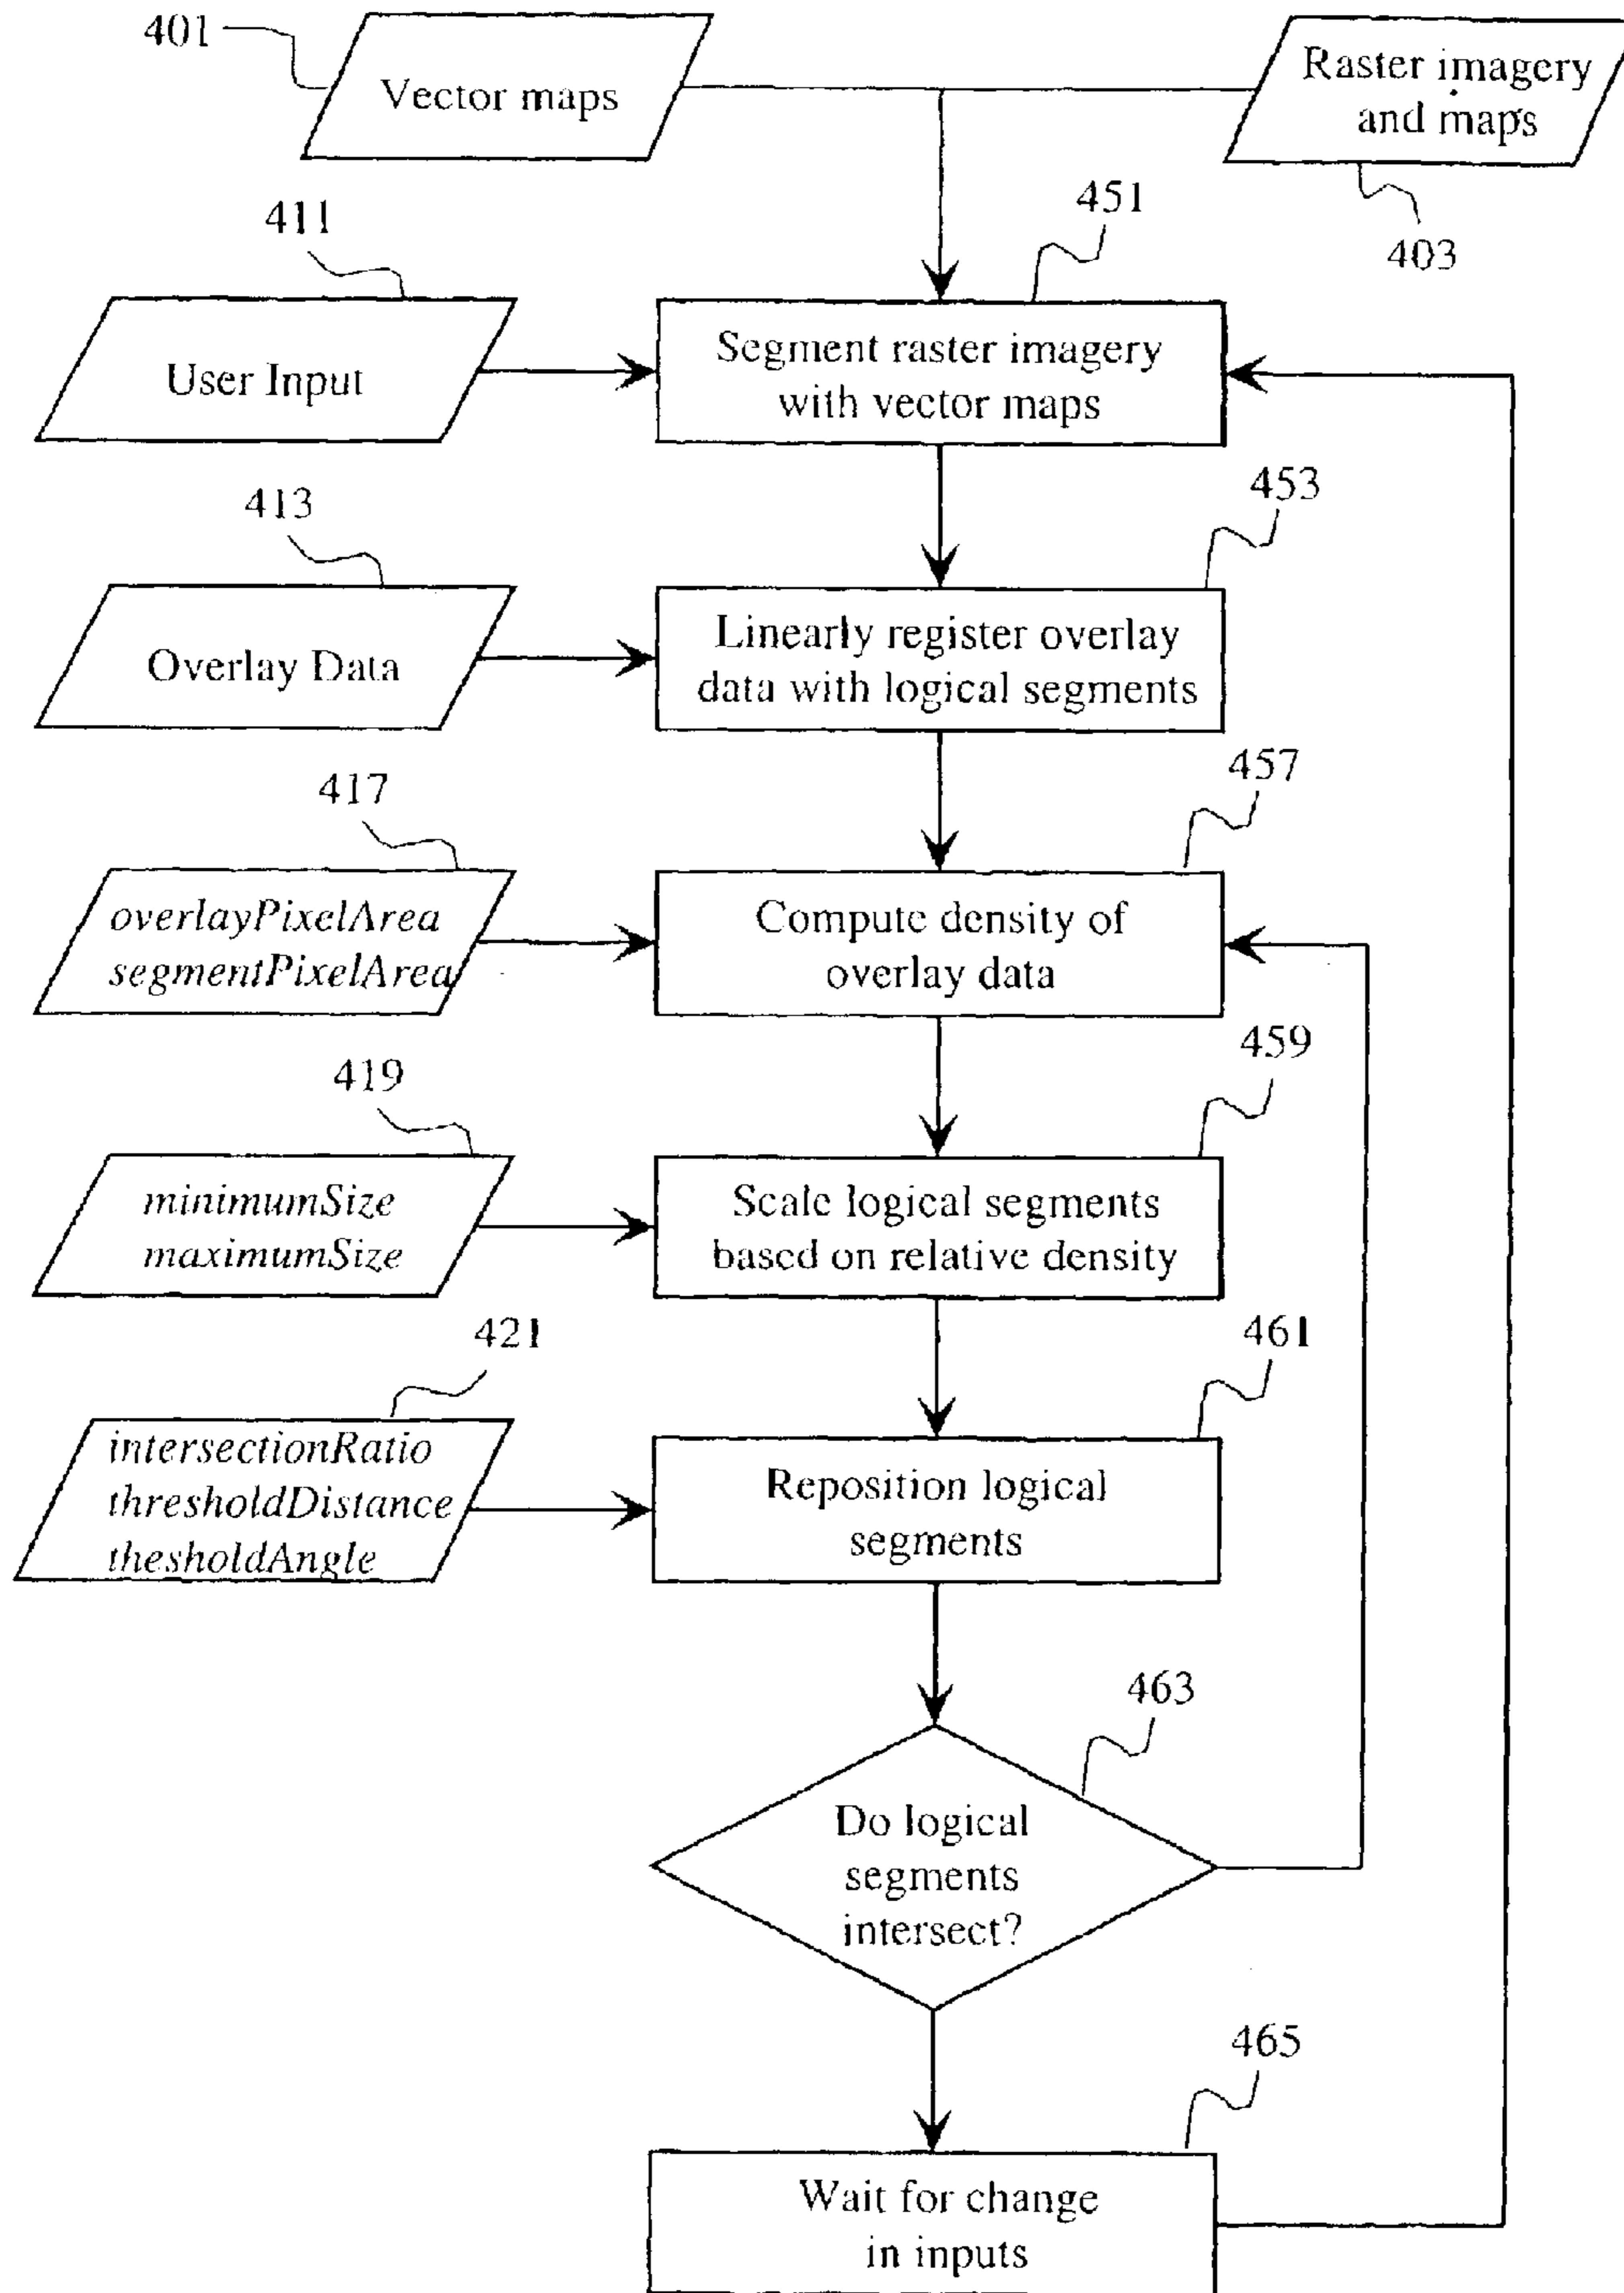 401
Vector maps
Raster imagery
and maps
403
411
451
User Input
Segment raster imagery
with vector maps
413
453
Overlay Data
Linearly register overlay
data with logical segments
417
457
overlayPixelArea
segmentPixelArea
Compute density of
overlay data
419
459
minimumSize
maximumSize
Scale logical segments
based on relative density
421
461
intersectionRatio
thresholdDistance
thesholdAngle
Reposition logical
segments
463
Do logical
segments
intersect?
465
Wait for change
in inputs